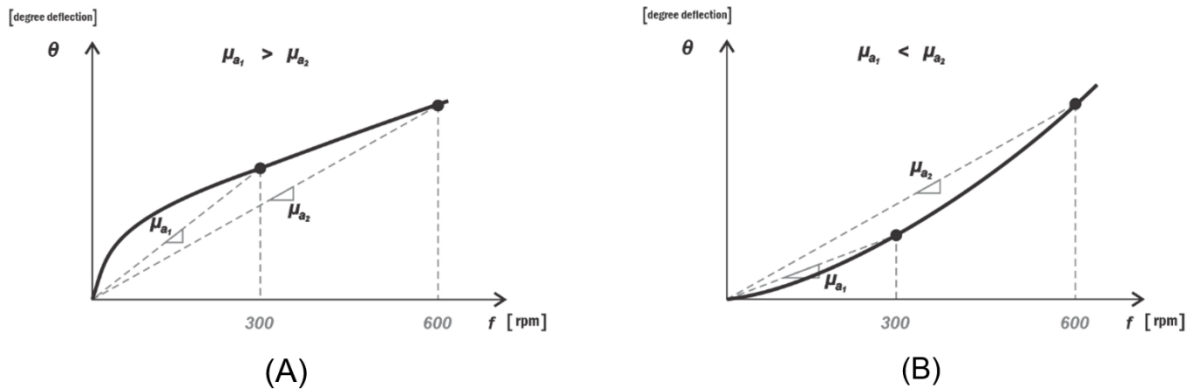 [degree deflection]
θ
μa₁ > μa₂
μa₁
μa₂
300
600
f [rpm]
(A)
[degree deflection]
θ
μa₁ < μa₂
μa₂
μa₁
300
600
f [rpm]
(B)